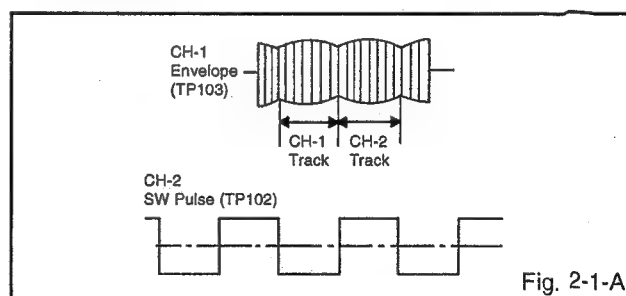 CH-1
Envelope
(TP103)
CH-1 CH-2
Track Track
CH-2
SW Pulse (TP102)
Fig. 2-1-A